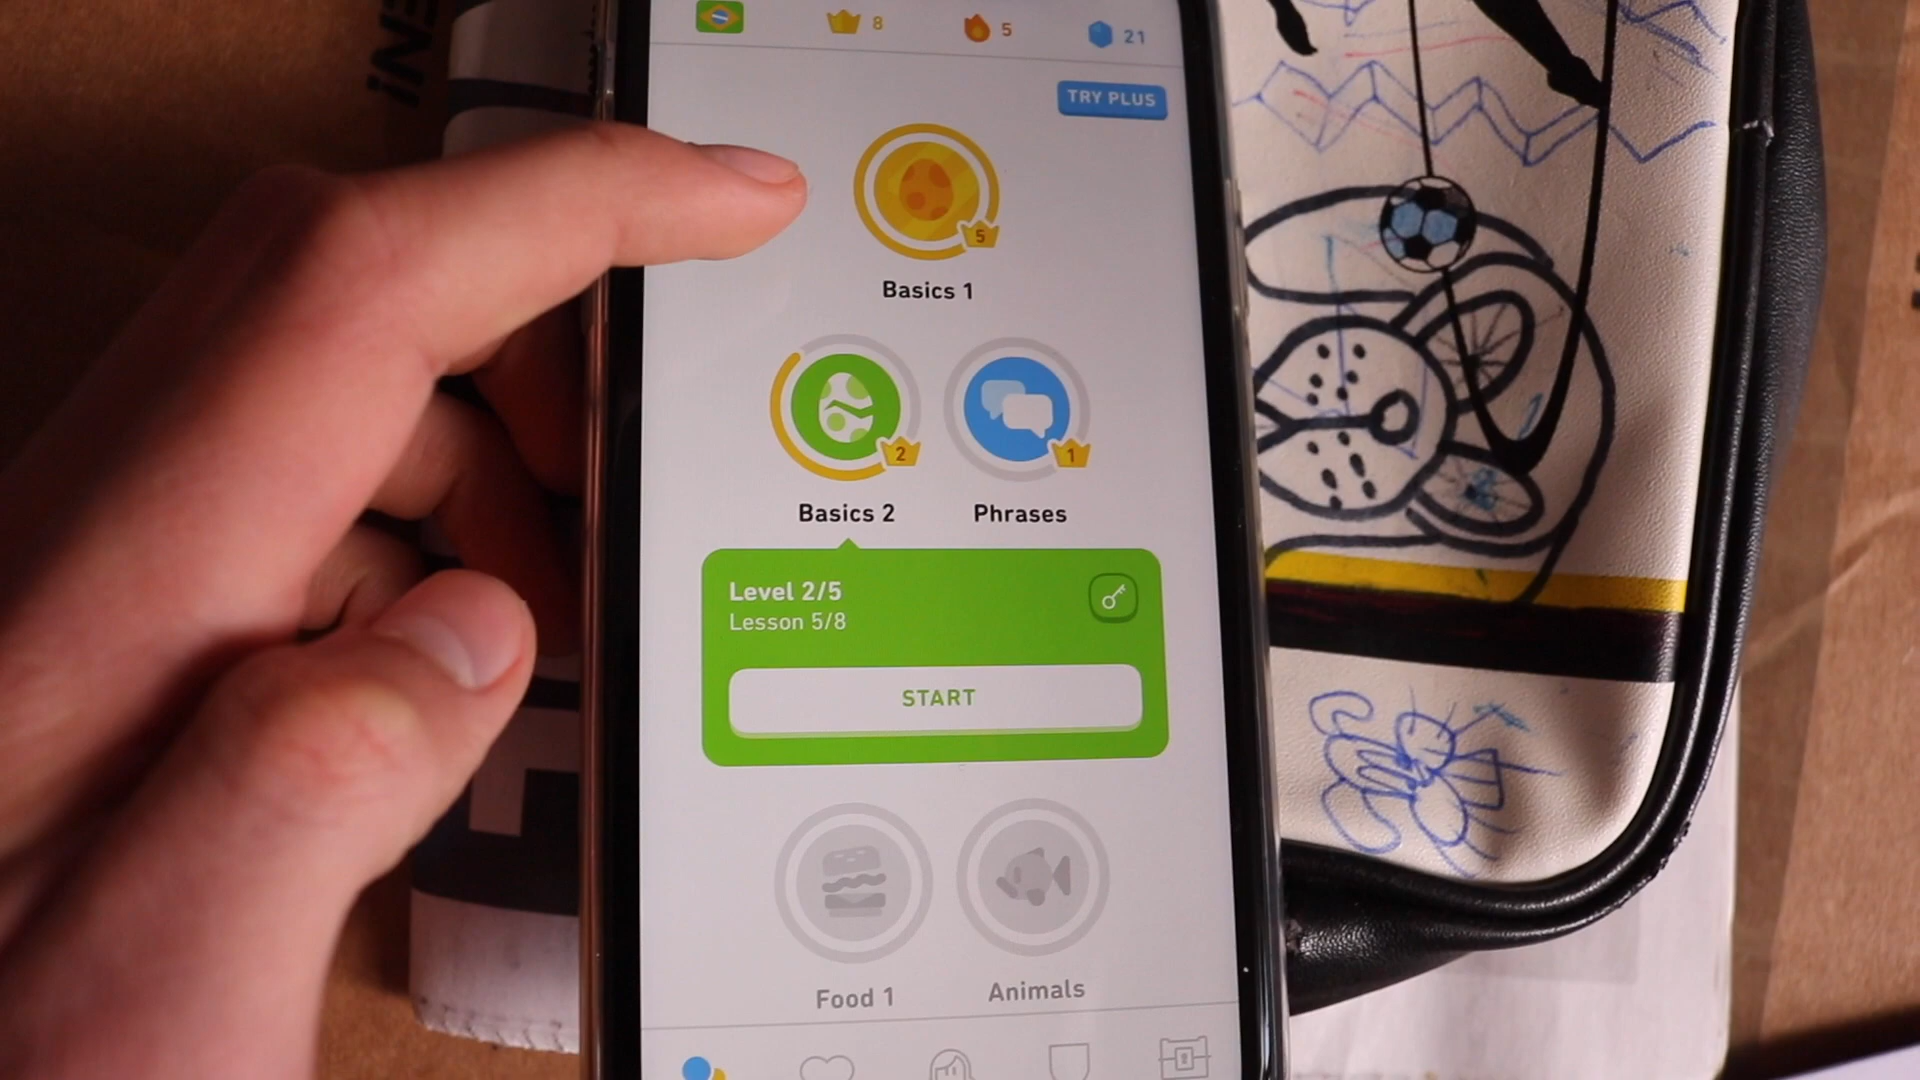 8
5
21
TRY PLUS
5
Basics 1
2
1
Basics 2
Phrases
Level 2/5
Lesson 5/8
START
Food 1
Animals